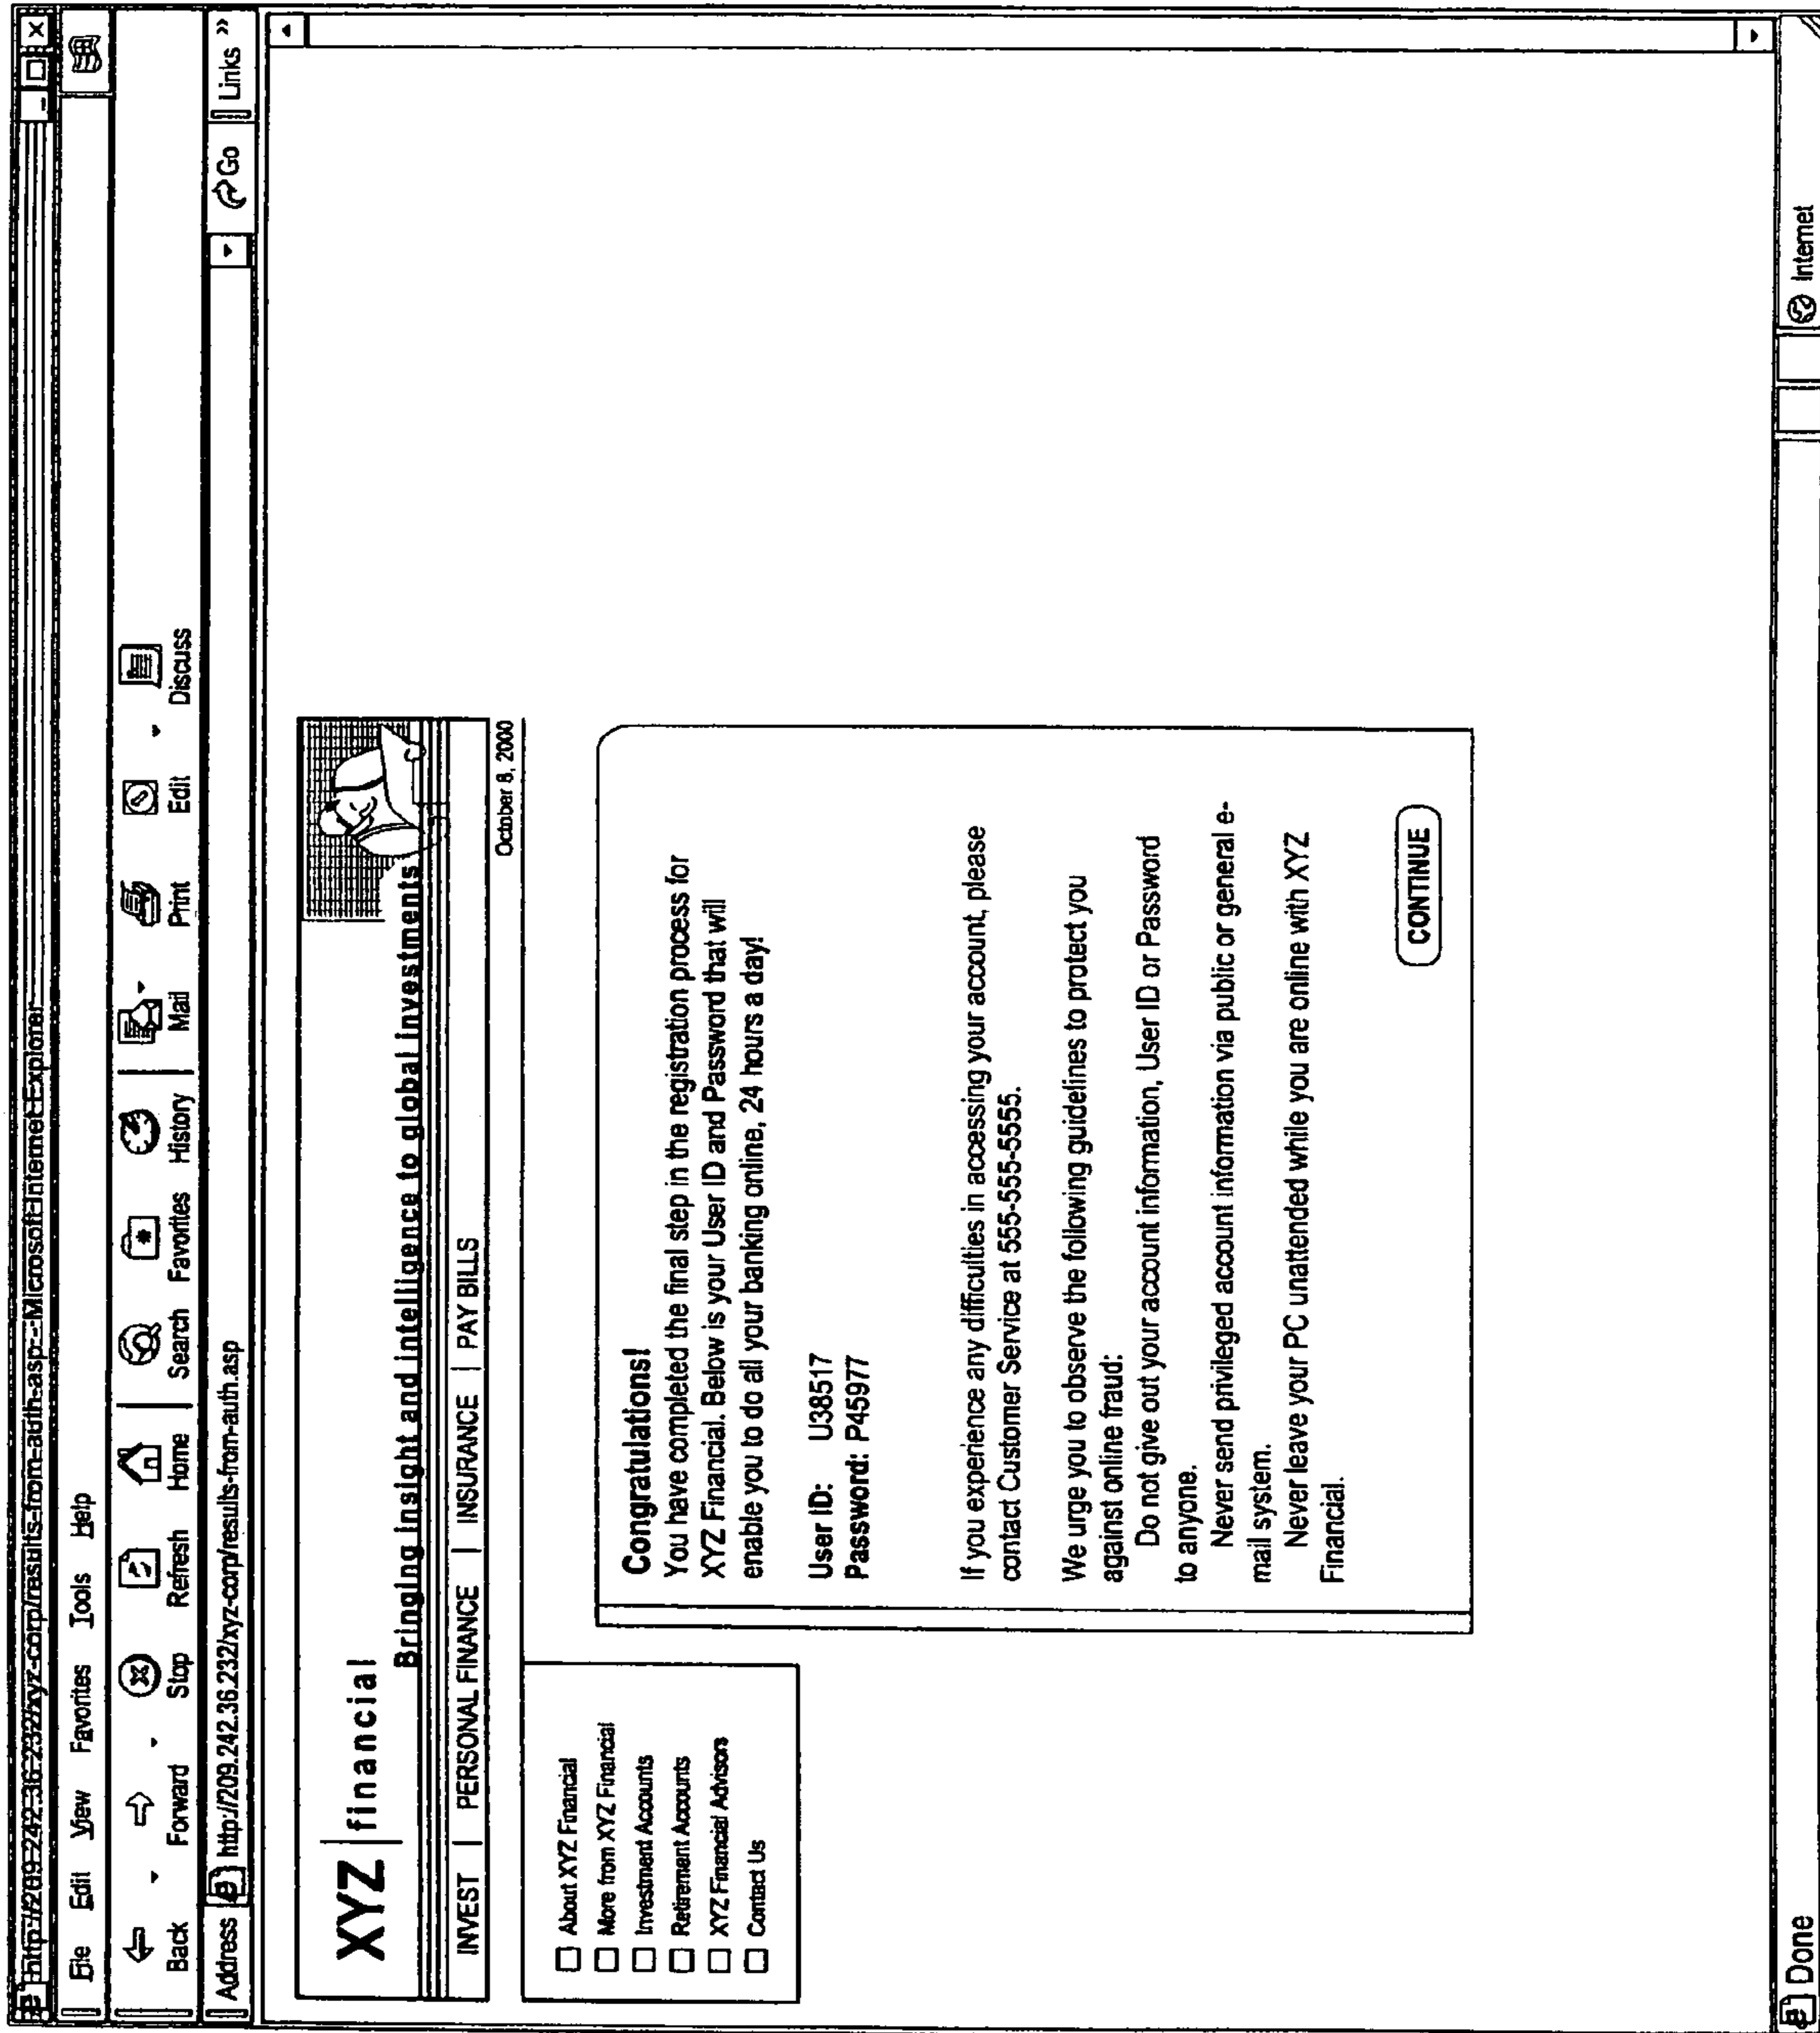 http://209.242.36.232/xyz-corp/results-from-auth.asp - Microsoft Internet Explorer
File Edit View Favorites Tools Help
Back Forward Stop Refresh Home Search Favorites History Mail Print Edit Discuss
Address http://209.242.36.232/xyz-corp/results-from-auth.asp Go Links »
XYZ | financial
Bringing insight and intelligence to global investments
INVEST | PERSONAL FINANCE | INSURANCE | PAY BILLS
October 8, 2000
About XYZ Financial
More from XYZ Financial
Investment Accounts
Retirement Accounts
XYZ Financial Advisors
Contact Us
Congratulations!
You have completed the final step in the registration process for
XYZ Financial. Below is your User ID and Password that will
enable you to do all your banking online, 24 hours a day!
User ID: U38517
Password: P45977
If you experience any difficulties in accessing your account, please
contact Customer Service at 555-555-5555.
We urge you to observe the following guidelines to protect you
against online fraud:
Do not give out your account information, User ID or Password
to anyone.
Never send privileged account information via public or general e-
mail system.
Never leave your PC unattended while you are online with XYZ
Financial.
CONTINUE
Done
Internet